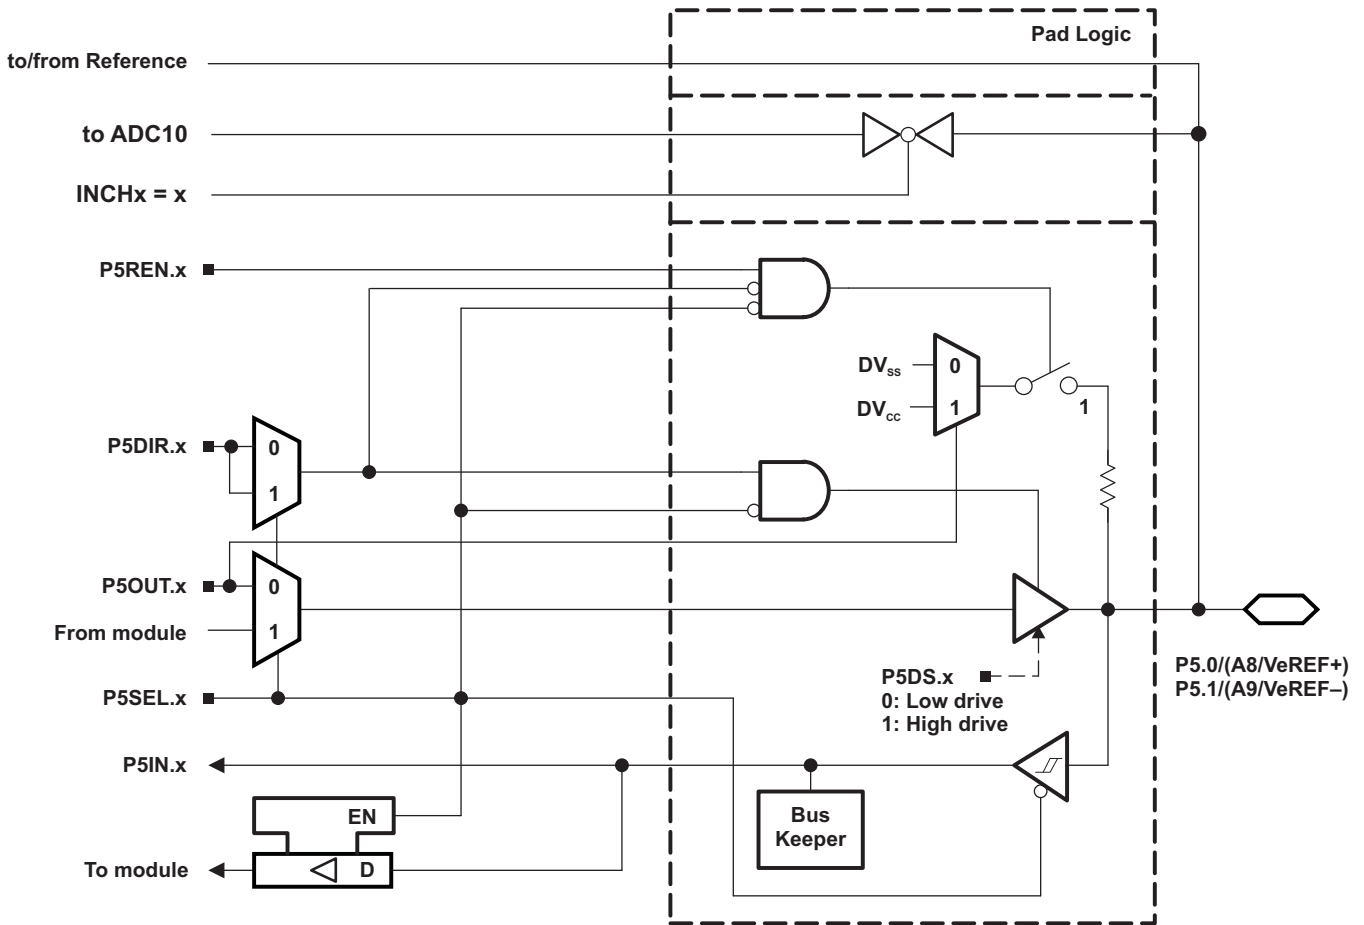 Pad Logic
to/from Reference
to ADC10
INCHx = x
P5REN.x
DVSS
0
DVCC
1
1
P5DIR.x
0
1
P5OUT.x
0
From module
1
P5DS.x
0: Low drive
1: High drive
P5.0/(A8/VeREF+)
P5.1/(A9/VeREF–)
P5SEL.x
P5IN.x
Bus
Keeper
EN
To module
D